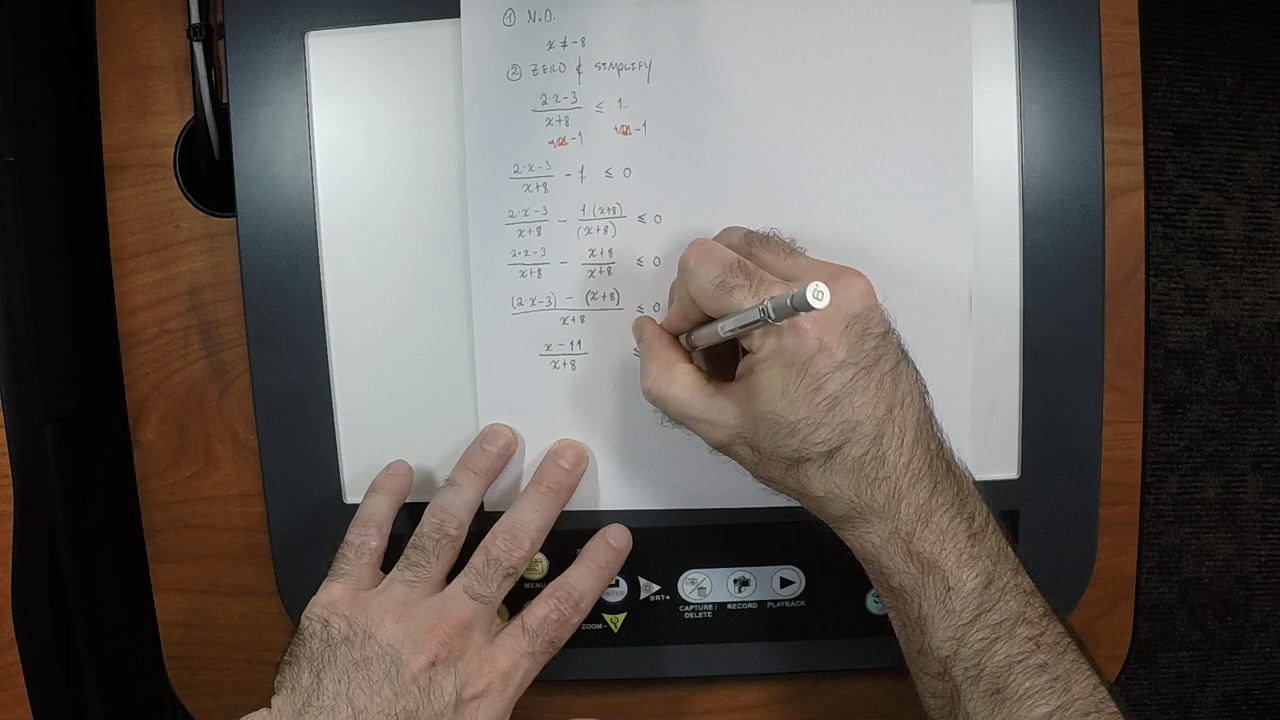 ① N.D.
x ≠ -8
② ZERO & SIMPLIFY
(2·x-3)/(x+8) ≤ 1
-1 -1
(2·x-3)/(x+8) - 1 ≤ 0
(2·x-3)/(x+8) - (1·(x+8))/((x+8)) ≤ 0
(2·x-3)/(x+8) - (x+8)/(x+8) ≤ 0
((2·x-3) - (x+8))/(x+8) ≤ 0
(x-11)/(x+8) ≤
MENU
BRT+
ZOOM-
CAPTURE / DELETE
RECORD
PLAYBACK